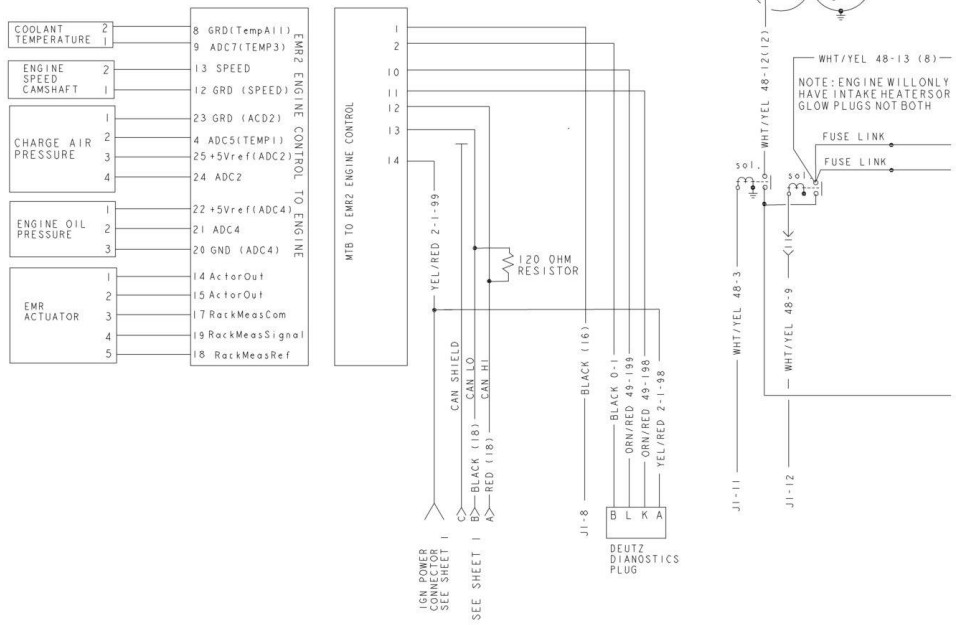 COOLANT
TEMPERATURE
2
1
8 GRD(TempAll)
9 ADC7(TEMP3)
ENGINE
SPEED
CAMSHAFT
2
1
13 SPEED
12 GRD (SPEED)
CHARGE AIR
PRESSURE
1
2
3
4
23 GRD (ACD2)
4 ADC5(TEMP1)
25+5Vref(ADC2)
24 ADC2
ENGINE OIL
PRESSURE
1
2
3
22 +5Vref(ADC4)
21 ADC4
20 GND (ADC4)
EMR
ACTUATOR
1
2
3
4
5
14 ActorOut
15 ActorOut
17 RackMeasCom
19 RackMeasSignal
18 RackMeasRef
EMR2 ENGINE CONTROL TO ENGINE
MTB TO EMR2 ENGINE CONTROL
1
2
10
11
12
13
14
YEL/RED 2-1-99
120 OHM
RESISTOR
CAN SHIELD
CAN LO
CAN HI
BLACK (18)
RED (18)
C
B
A
IGN POWER
CONNECTOR
SEE SHEET 1
SEE SHEET 1
BLACK (16)
J1-8
BLACK 0-1
ORN/RED 49-199
ORN/RED 49-198
YEL/RED 2-1-98
B L K A
DEUTZ
DIANOSTICS
PLUG
WHT/YEL 48-12(12)
WHT/YEL 48-13 (8)
NOTE: ENGINE WILLONLY
HAVE INTAKE HEATERSOR
GLOW PLUGS NOT BOTH
FUSE LINK
FUSE LINK
sol.
sol.
WHT/YEL 48-3
WHT/YEL 48-9
J1-11
J1-12